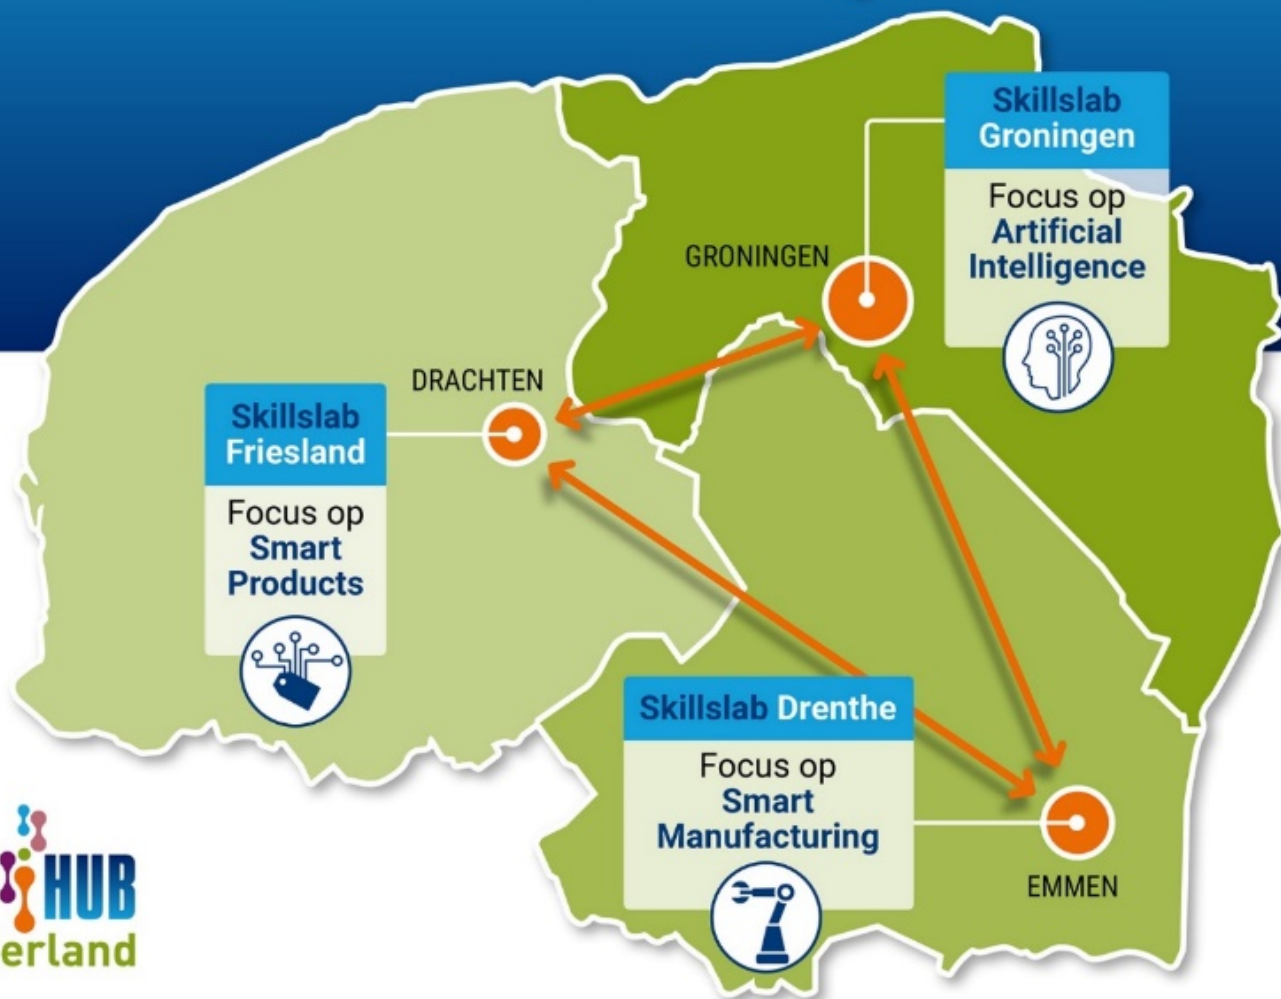 Skillslab
Groningen
Focus op
Artificial
Intelligence
GRONINGEN
DRACHTEN
Skillslab
Friesland
Focus op
Smart
Products
Skillslab Drenthe
Focus op
Smart
Manufacturing
EMMEN
HUB
erland